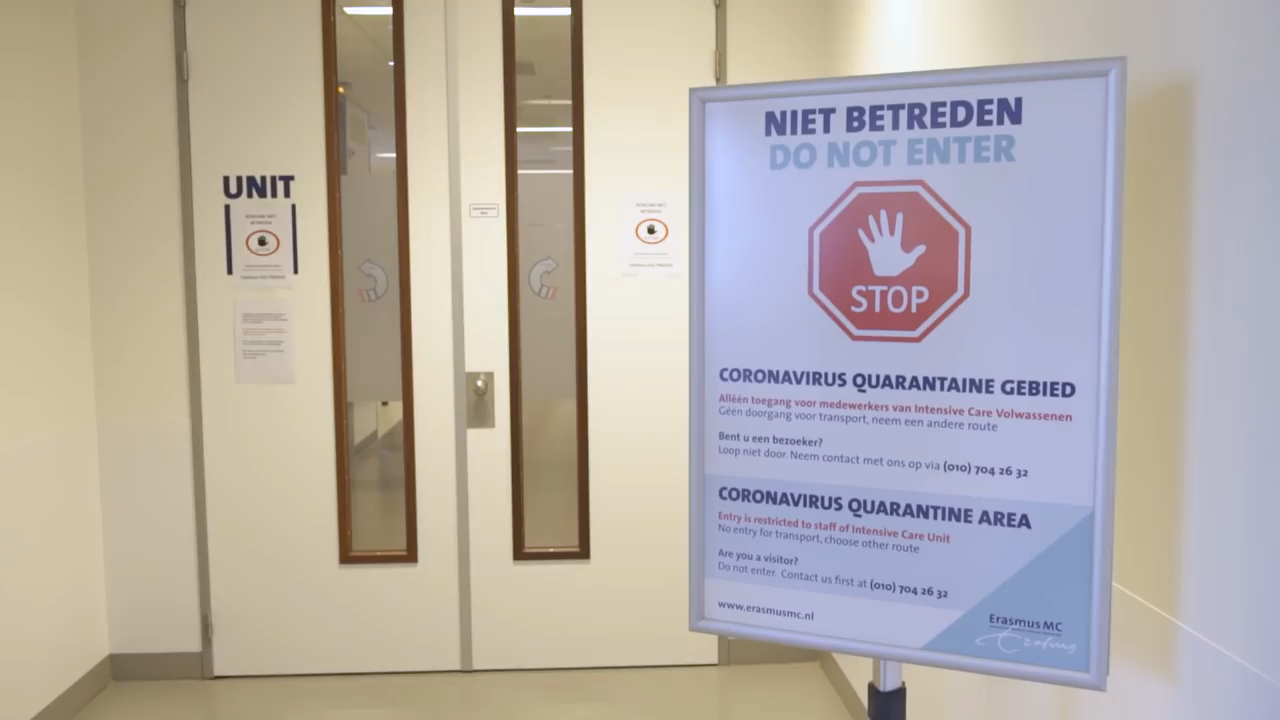 UNIT
NIET BETREDEN
DO NOT ENTER
STOP
CORONAVIRUS QUARANTAINE GEBIED
Alléén toegang voor medewerkers van Intensive Care Volwassenen
Géén doorgang voor transport, neem een andere route
Bent u een bezoeker?
Loop niet door. Neem contact met ons op via (010) 704 26 32
CORONAVIRUS QUARANTINE AREA
Entry is restricted to staff of Intensive Care Unit
No entry for transport, choose other route
Are you a visitor?
Do not enter. Contact us first at (010) 704 26 32
www.erasmusmc.nl
Erasmus MC
Erasmus